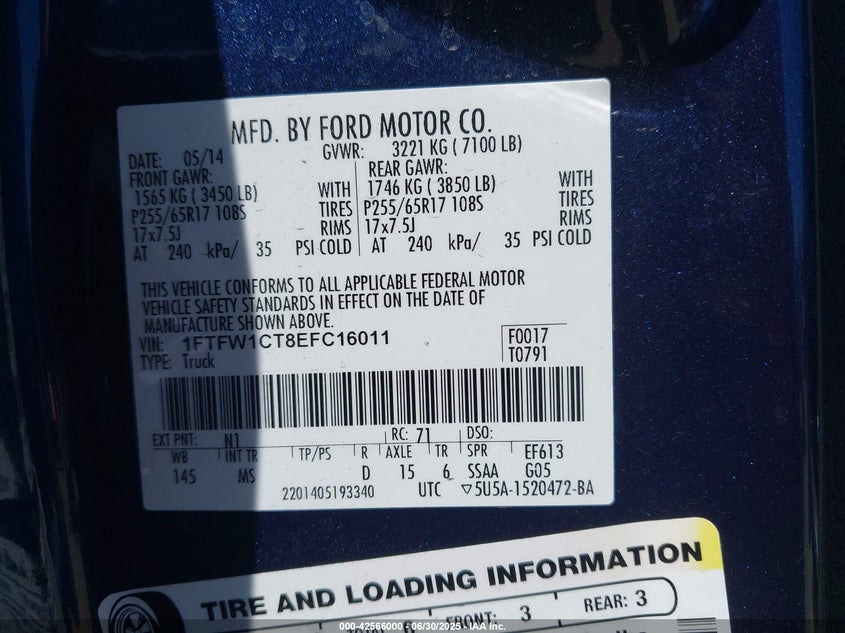 MFD. BY FORD MOTOR CO.
DATE: 05/14 GVWR: 3221 KG ( 7100 LB)
FRONT GAWR: REAR GAWR:
1565 KG ( 3450 LB) WITH 1746 KG ( 3850 LB) WITH
P255/65R17 108S TIRES P255/65R17 108S TIRES
17x7.5J RIMS 17x7.5J RIMS
AT 240 kPa/ 35 PSI COLD AT 240 kPa/ 35 PSI COLD
THIS VEHICLE CONFORMS TO ALL APPLICABLE FEDERAL MOTOR
VEHICLE SAFETY STANDARDS IN EFFECT ON THE DATE OF
MANUFACTURE SHOWN ABOVE.
VIN: 1FTFW1CT8EFC16011 F0017
TYPE: Truck T0791
EXT PNT: N1 RC: 71 DSO:
WB INT TR TP/PS R AXLE TR SPR EF613
145 MS D 15 6 SSAA G05
2201405193340 UTC ▽5U5A-1520472-BA
TIRE AND LOADING INFORMATION
FRONT: 3 REAR: 3
000-42566000 - 06/30/2025 - IAA Inc.